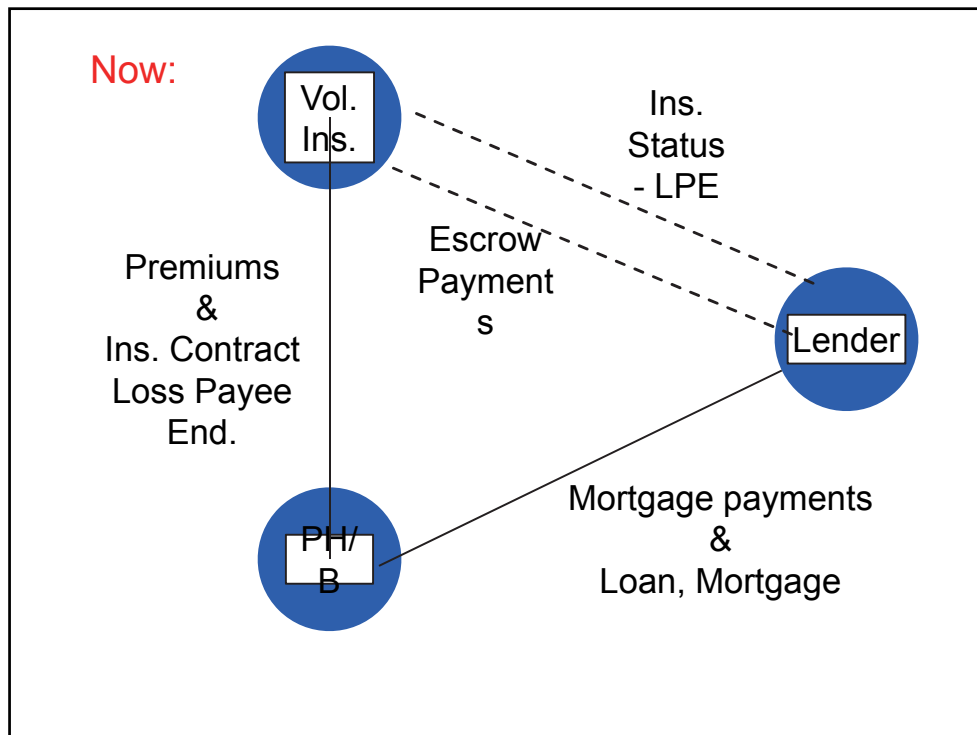 Now:
Vol.
Ins.
Ins.
Status
- LPE
Escrow
Payment
s
Premiums
&
Ins. Contract
Loss Payee
End.
Lender
PH/
B
Mortgage payments
&
Loan, Mortgage